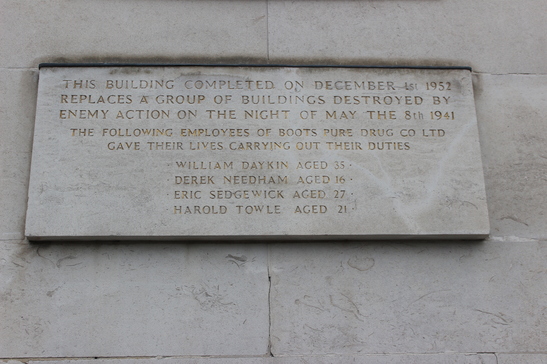 THIS BUILDING COMPLETED ON DECEMBER 1st 1952
REPLACES A GROUP OF BUILDINGS DESTROYED BY
ENEMY ACTION ON THE NIGHT OF MAY THE 8th 1941
THE FOLLOWING EMPLOYEES OF BOOTS PURE DRUG CO LTD
GAVE THEIR LIVES CARRYING OUT THEIR DUTIES
·WILLIAM DAYKIN AGED 35·
·DEREK NEEDHAM AGED 16·
·ERIC SEDGEWICK AGED 27·
·HAROLD TOWLE AGED 21·